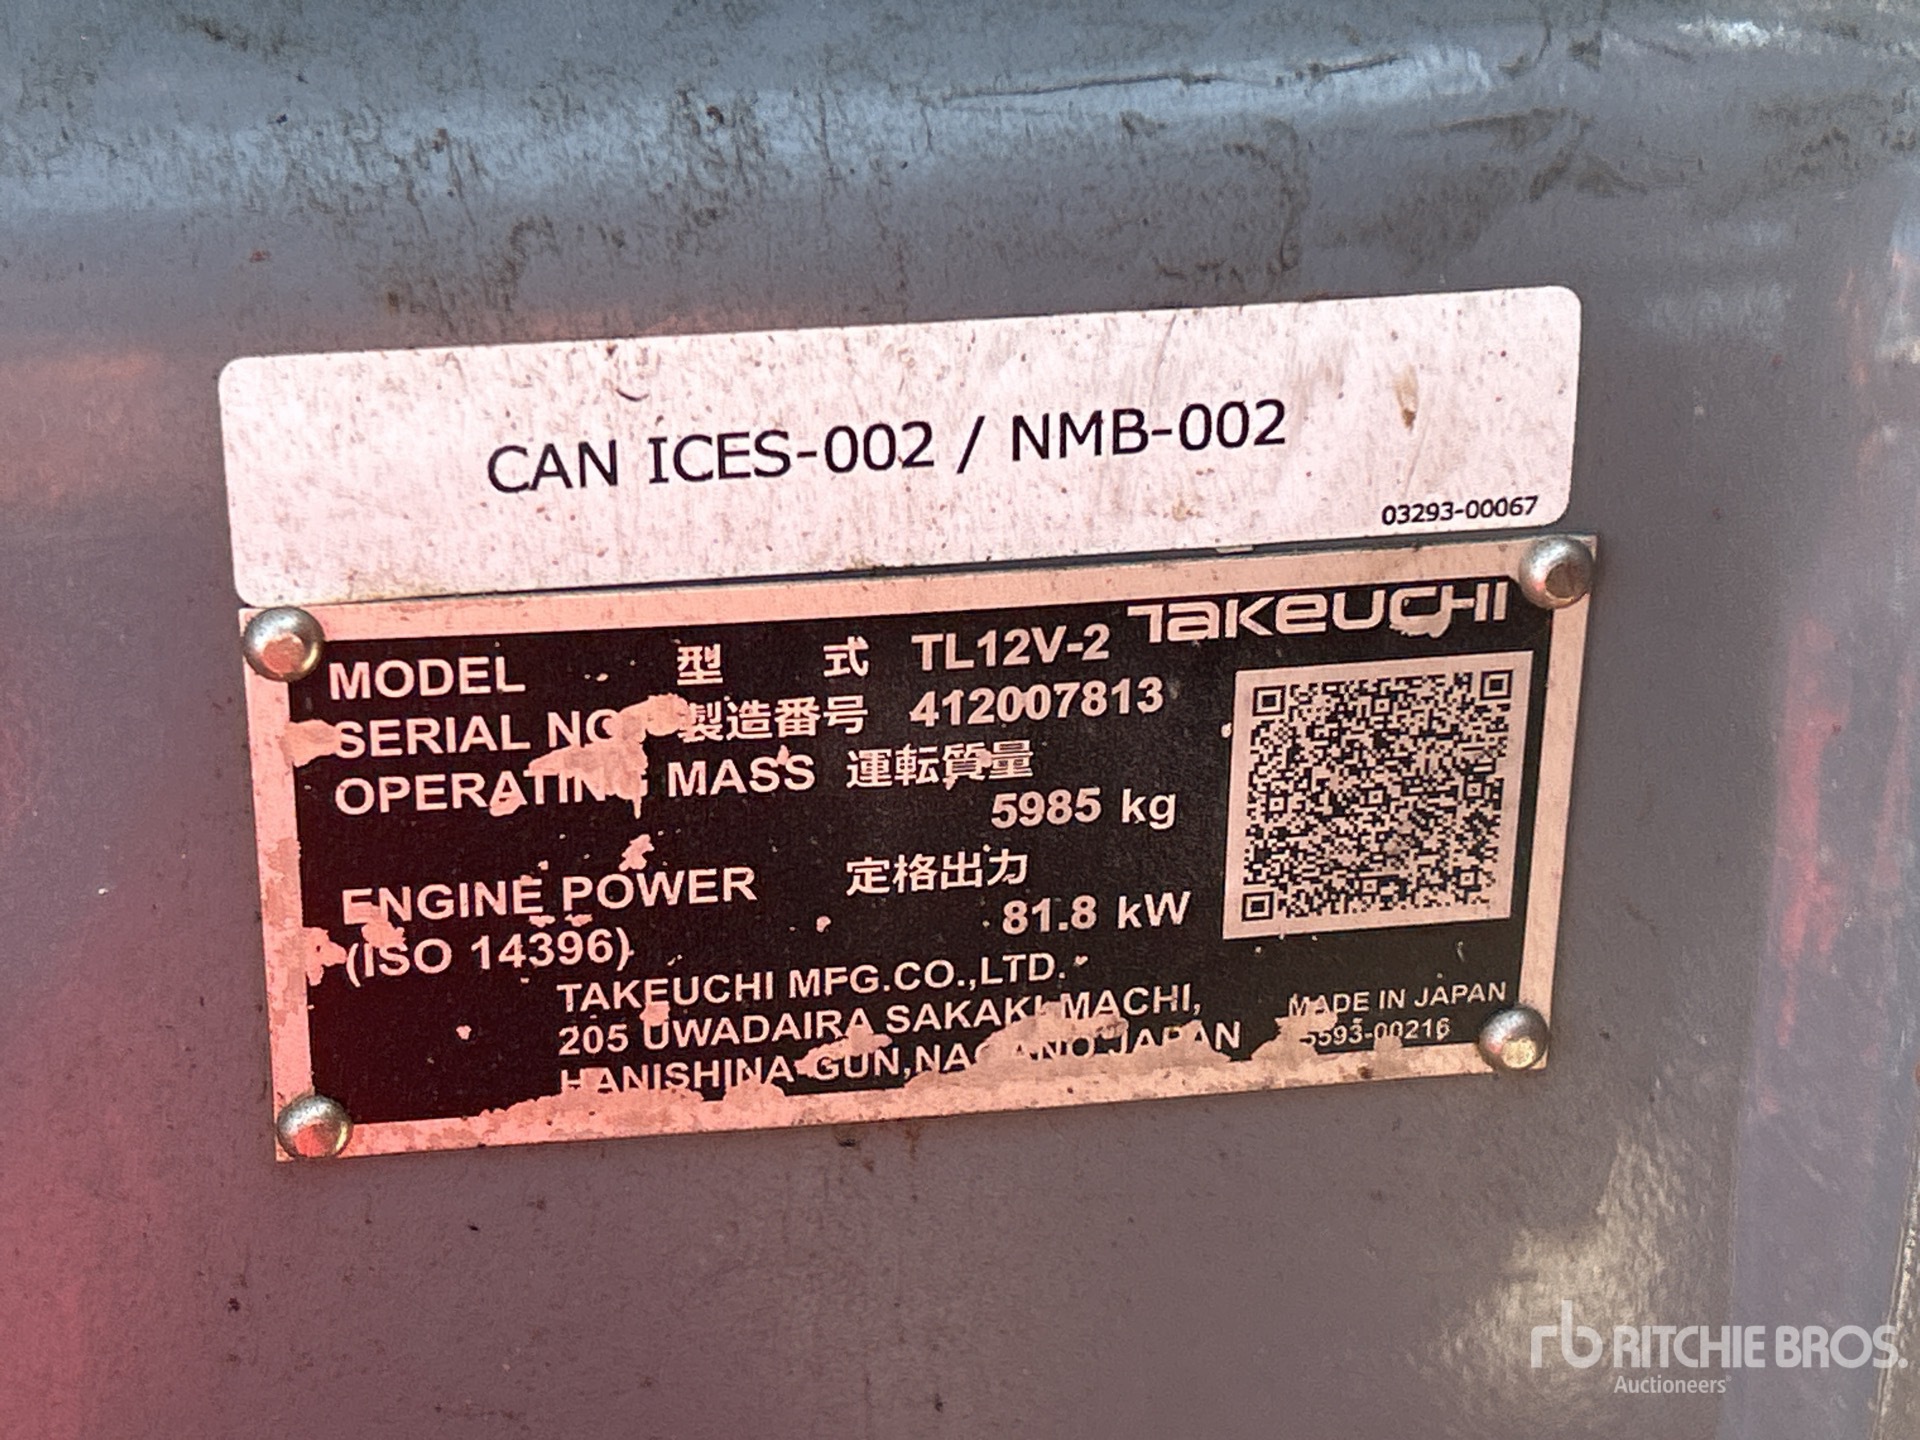 CAN ICES-002 / NMB-002
03293-00067
MODEL 型 式 TL12V-2 TAKEUCHI
SERIAL NO. 製造番号 412007813
OPERATING MASS 運転質量
5985 kg
ENGINE POWER 定格出力
(ISO 14396) 81.8 kW
TAKEUCHI MFG.CO.,LTD.
205 UWADAIRA SAKAKI-MACHI,
HANISHINA-GUN,NAGANO JAPAN
MADE IN JAPAN
rb RITCHIE BROS.
Auctioneers